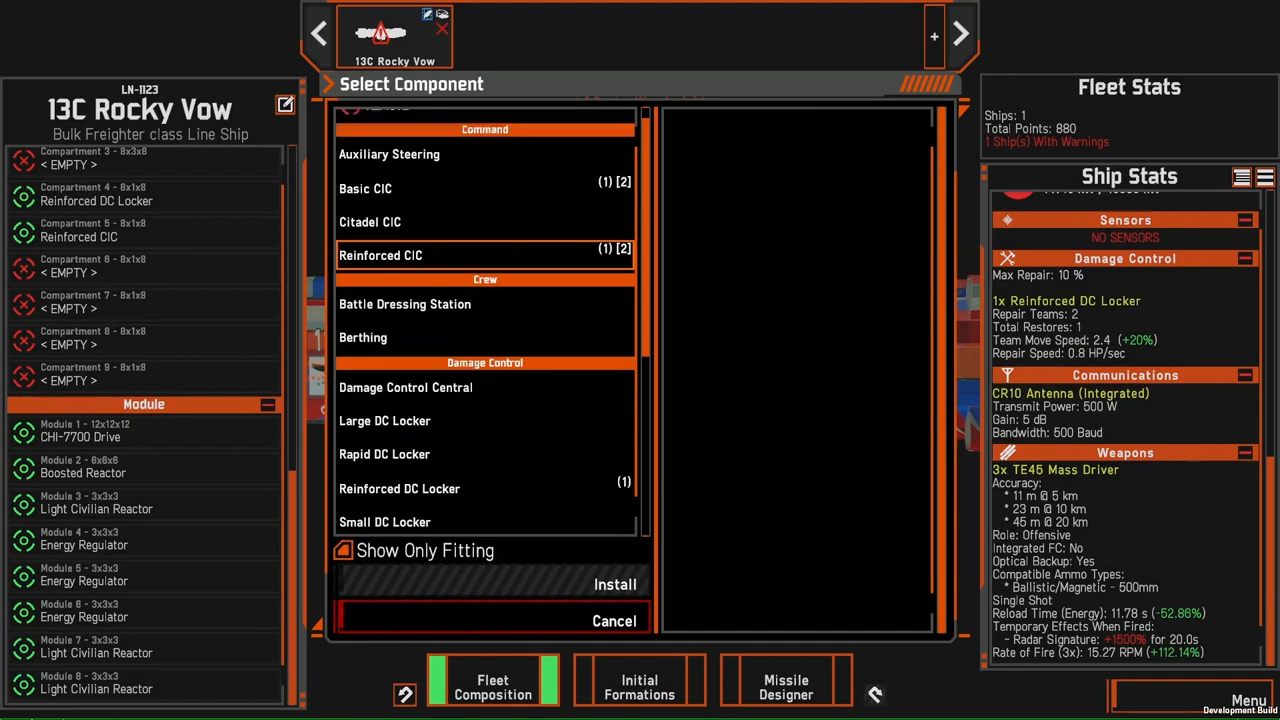 13C Rocky Vow
+
Select Component
LN-1123
13C Rocky Vow
Bulk Freighter class Line Ship
Compartment 3 - 8x3x8
< EMPTY >
Compartment 4 - 8x1x8
Reinforced DC Locker
Compartment 5 - 8x1x8
Reinforced CIC
Compartment 6 - 8x1x8
< EMPTY >
Compartment 7 - 8x1x8
< EMPTY >
Compartment 8 - 8x1x8
< EMPTY >
Compartment 9 - 8x1x8
< EMPTY >
Module
Module 1 - 12x12x12
CHI-7700 Drive
Module 2 - 6x6x6
Boosted Reactor
Module 3 - 3x3x3
Light Civilian Reactor
Module 4 - 3x3x3
Energy Regulator
Module 5 - 3x3x3
Energy Regulator
Module 6 - 3x3x3
Energy Regulator
Module 7 - 3x3x3
Light Civilian Reactor
Module 8 - 3x3x3
Light Civilian Reactor
Command
Auxiliary Steering
Basic CIC (1) [2]
Citadel CIC
Reinforced CIC (1) [2]
Crew
Battle Dressing Station
Berthing
Damage Control
Damage Control Central
Large DC Locker
Rapid DC Locker
Reinforced DC Locker (1)
Small DC Locker
Show Only Fitting
Install
Cancel
Fleet
Composition
Initial
Formations
Missile
Designer
Fleet Stats
Ships: 1
Total Points: 880
1 Ship(s) With Warnings
Ship Stats
Sensors
NO SENSORS
Damage Control
Max Repair: 10 %
1x Reinforced DC Locker
Repair Teams: 2
Total Restores: 1
Team Move Speed: 2.4 (+20%)
Repair Speed: 0.8 HP/sec
Communications
CR10 Antenna (Integrated)
Transmit Power: 500 W
Gain: 5 dB
Bandwidth: 500 Baud
Weapons
3x TE45 Mass Driver
Accuracy:
* 11 m @ 5 km
* 23 m @ 10 km
* 45 m @ 20 km
Role: Offensive
Integrated FC: No
Optical Backup: Yes
Compatible Ammo Types:
* Ballistic/Magnetic - 500mm
Single Shot
Reload Time (Energy): 11.78 s (-52.86%)
Temporary Effects When Fired:
- Radar Signature: +1500% for 20.0s
Rate of Fire (3x): 15.27 RPM (+112.14%)
Menu
Development Build